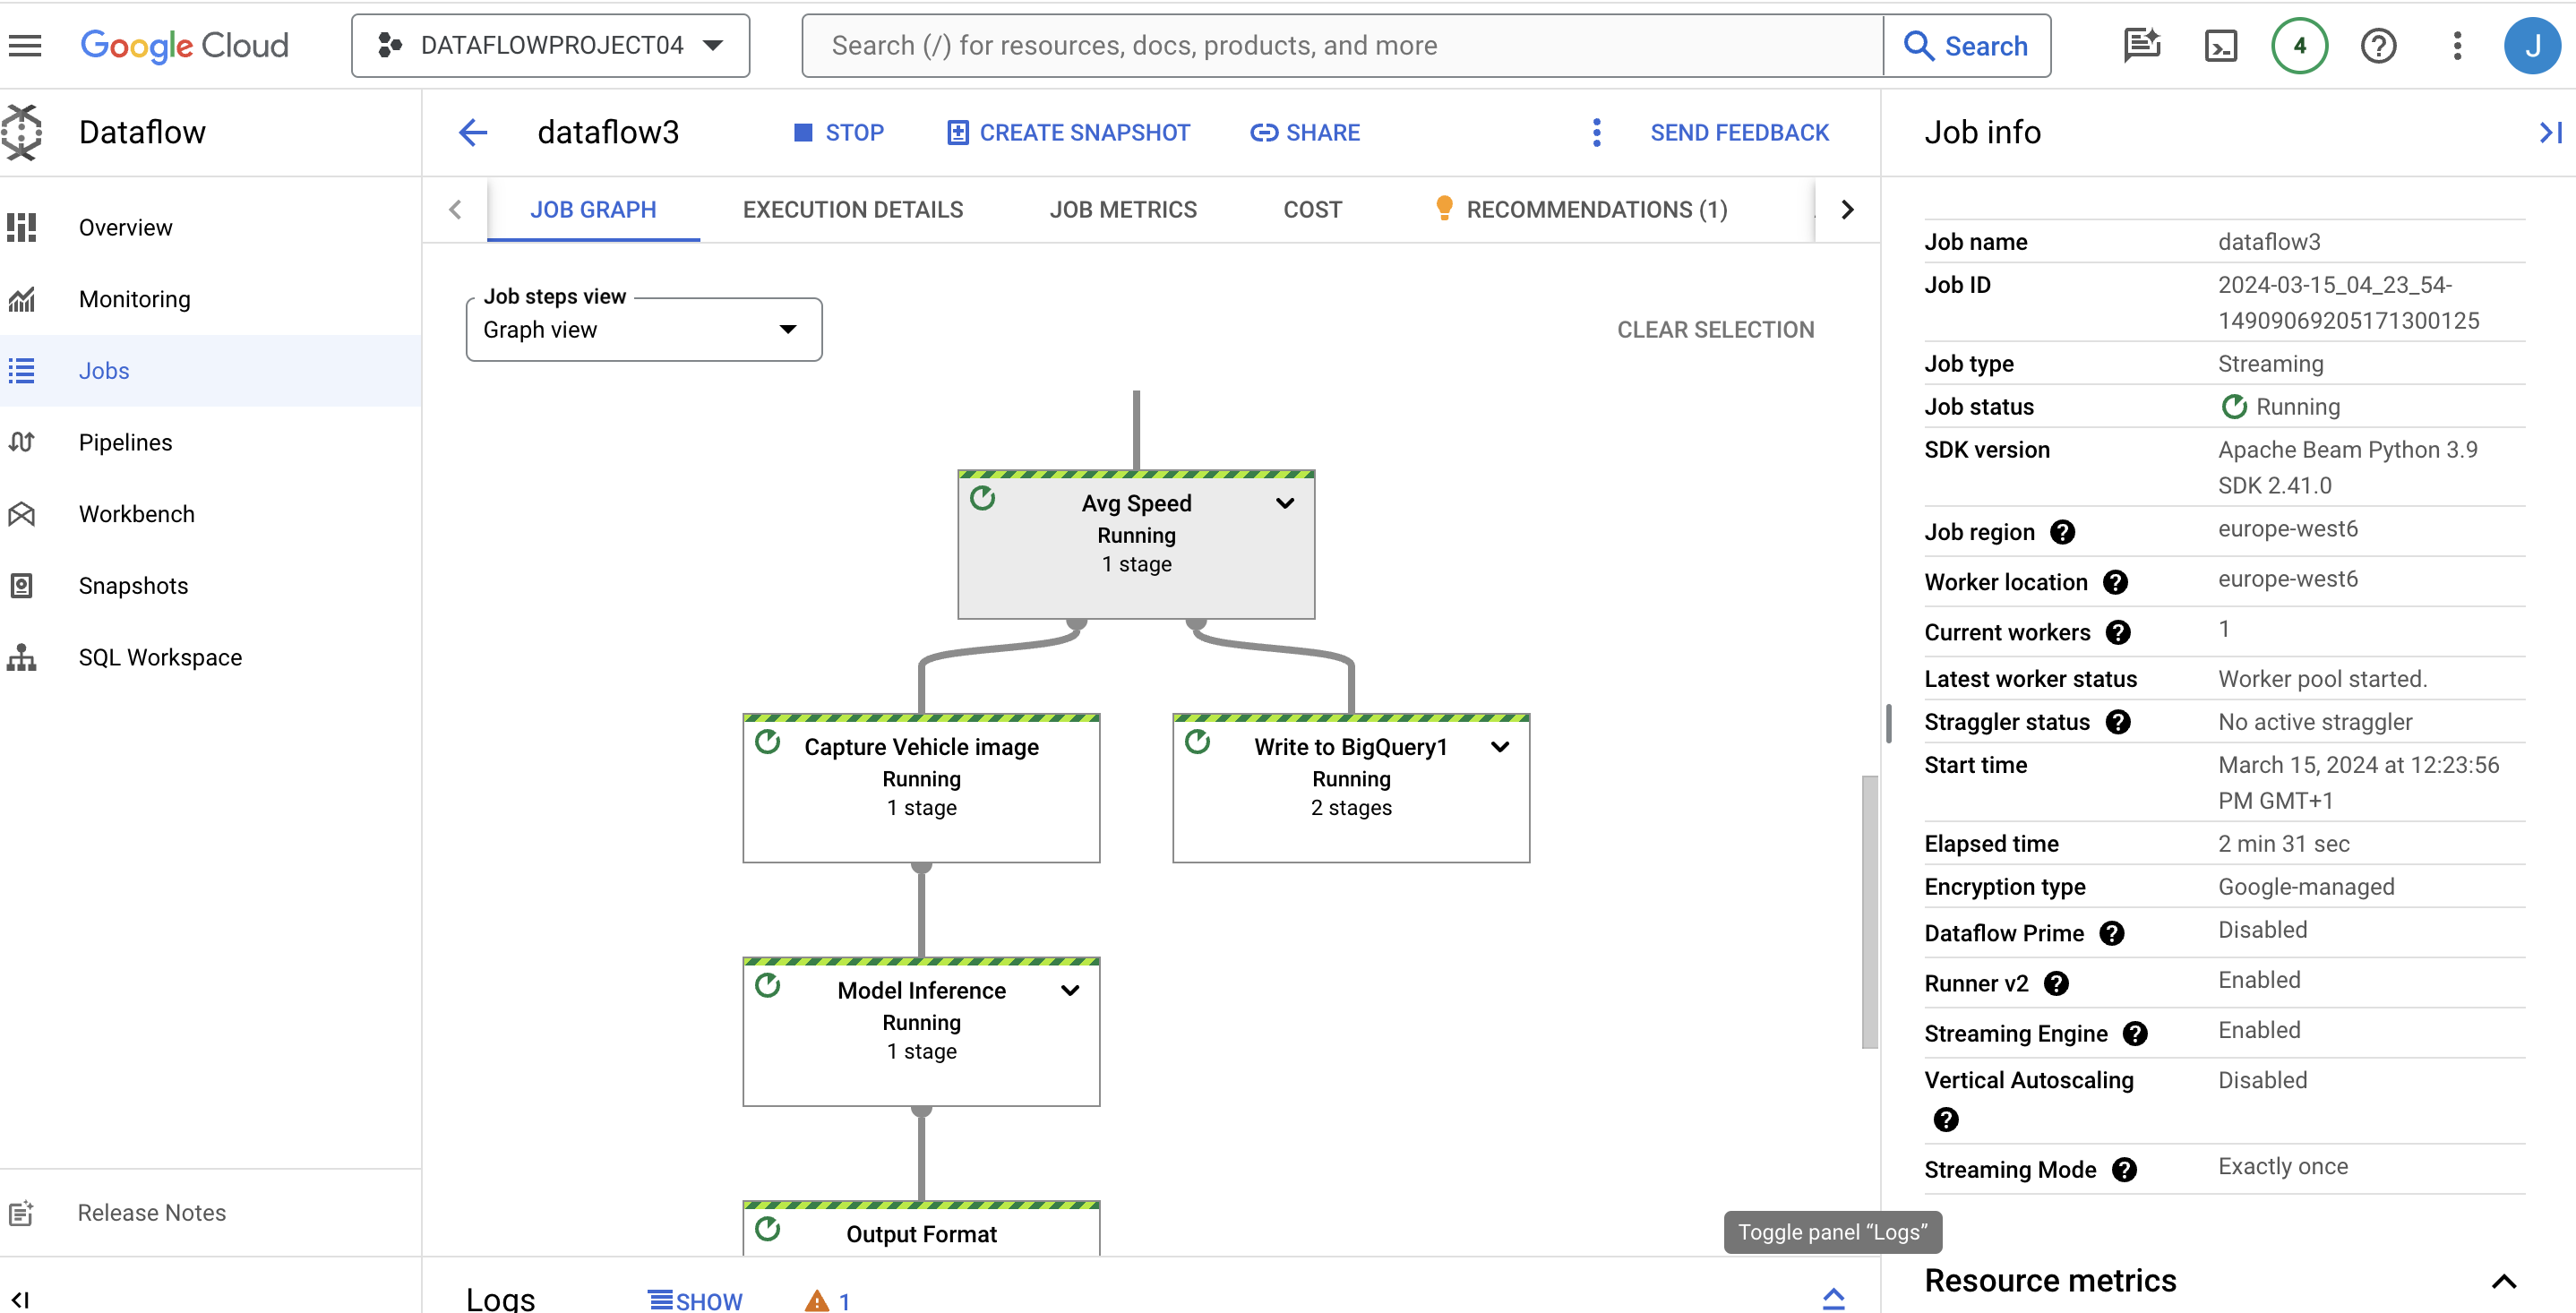 Google Cloud
DATAFLOWPROJECT04
Search (/) for resources, docs, products, and more
Search
4
J
Dataflow
Overview
Monitoring
Jobs
Pipelines
Workbench
Snapshots
SQL Workspace
Release Notes
dataflow3
STOP
CREATE SNAPSHOT
SHARE
SEND FEEDBACK
JOB GRAPH
EXECUTION DETAILS
JOB METRICS
COST
RECOMMENDATIONS (1)
Job steps view
Graph view
CLEAR SELECTION
Avg Speed
Running
1 stage
Capture Vehicle image
Running
1 stage
Write to BigQuery1
Running
2 stages
Model Inference
Running
1 stage
Output Format
Toggle panel “Logs”
Logs
SHOW
1
Job info
Job name dataflow3
Job ID 2024-03-15_04_23_54-
14909069205171300125
Job type Streaming
Job status Running
SDK version Apache Beam Python 3.9
SDK 2.41.0
Job region europe-west6
Worker location europe-west6
Current workers 1
Latest worker status Worker pool started.
Straggler status No active straggler
Start time March 15, 2024 at 12:23:56
PM GMT+1
Elapsed time 2 min 31 sec
Encryption type Google-managed
Dataflow Prime Disabled
Runner v2 Enabled
Streaming Engine Enabled
Vertical Autoscaling Disabled
Streaming Mode Exactly once
Resource metrics